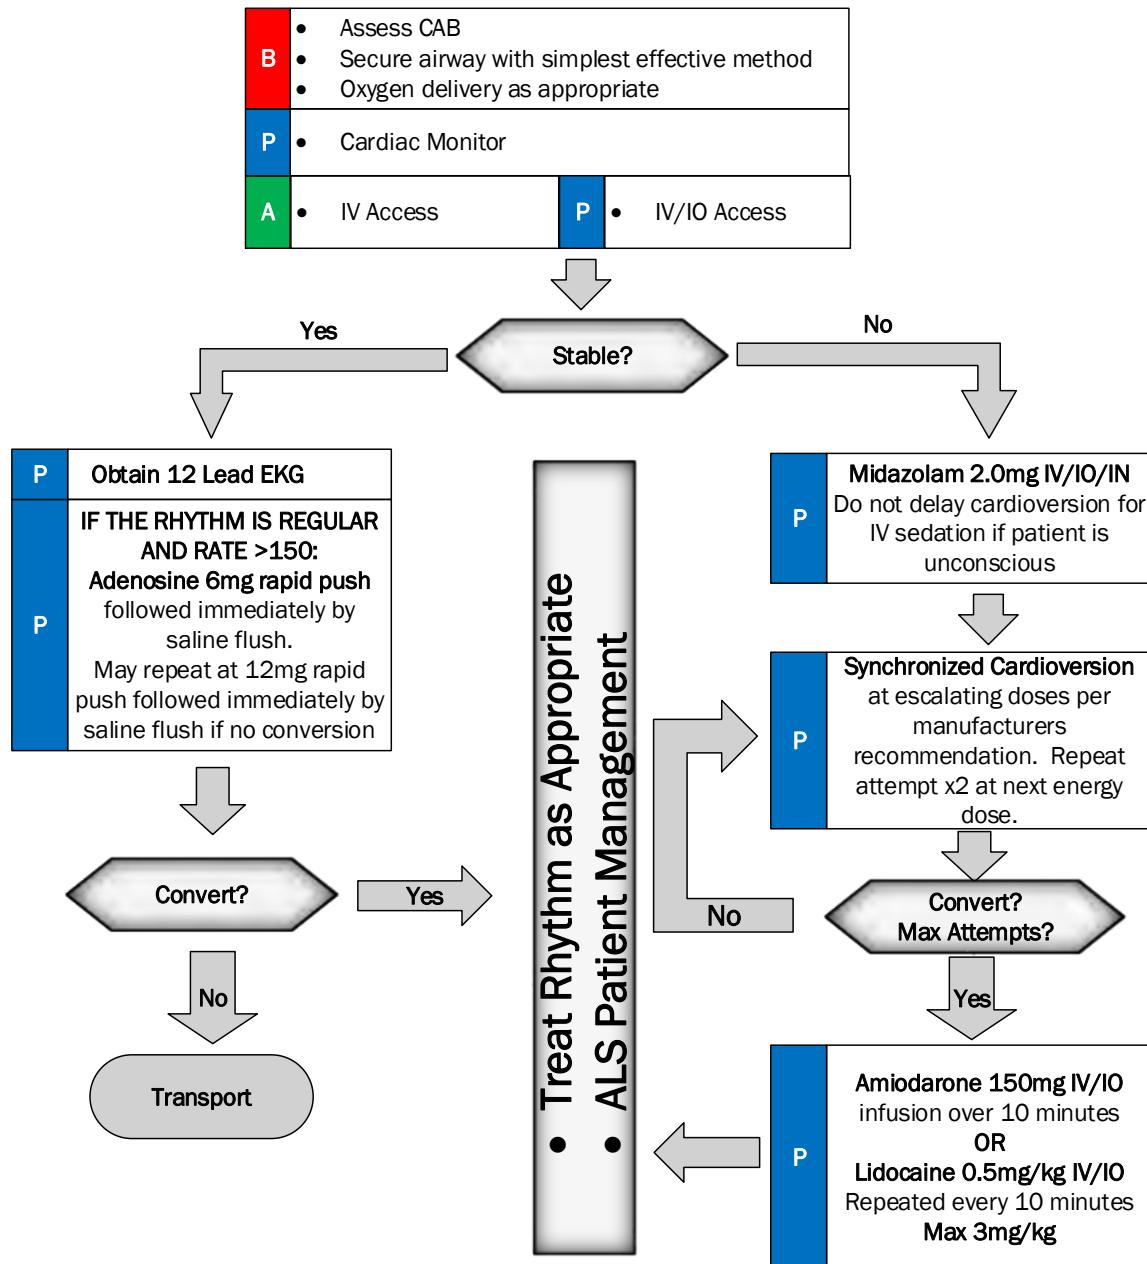 B
• Assess CAB
• Secure airway with simplest effective method
• Oxygen delivery as appropriate
P
• Cardiac Monitor
A
• IV Access
P
• IV/IO Access
Stable?
Yes
No
P
Obtain 12 Lead EKG
P
IF THE RHYTHM IS REGULAR
AND RATE >150:
Adenosine 6mg rapid push
followed immediately by
saline flush.
May repeat at 12mg rapid
push followed immediately by
saline flush if no conversion
Convert?
Yes
No
Transport
• Treat Rhythm as Appropriate
• ALS Patient Management
P
Midazolam 2.0mg IV/IO/IN
Do not delay cardioversion for
IV sedation if patient is
unconscious
P
Synchronized Cardioversion
at escalating doses per
manufacturers
recommendation. Repeat
attempt x2 at next energy
dose.
Convert?
Max Attempts?
No
Yes
P
Amiodarone 150mg IV/IO
infusion over 10 minutes
OR
Lidocaine 0.5mg/kg IV/IO
Repeated every 10 minutes
Max 3mg/kg